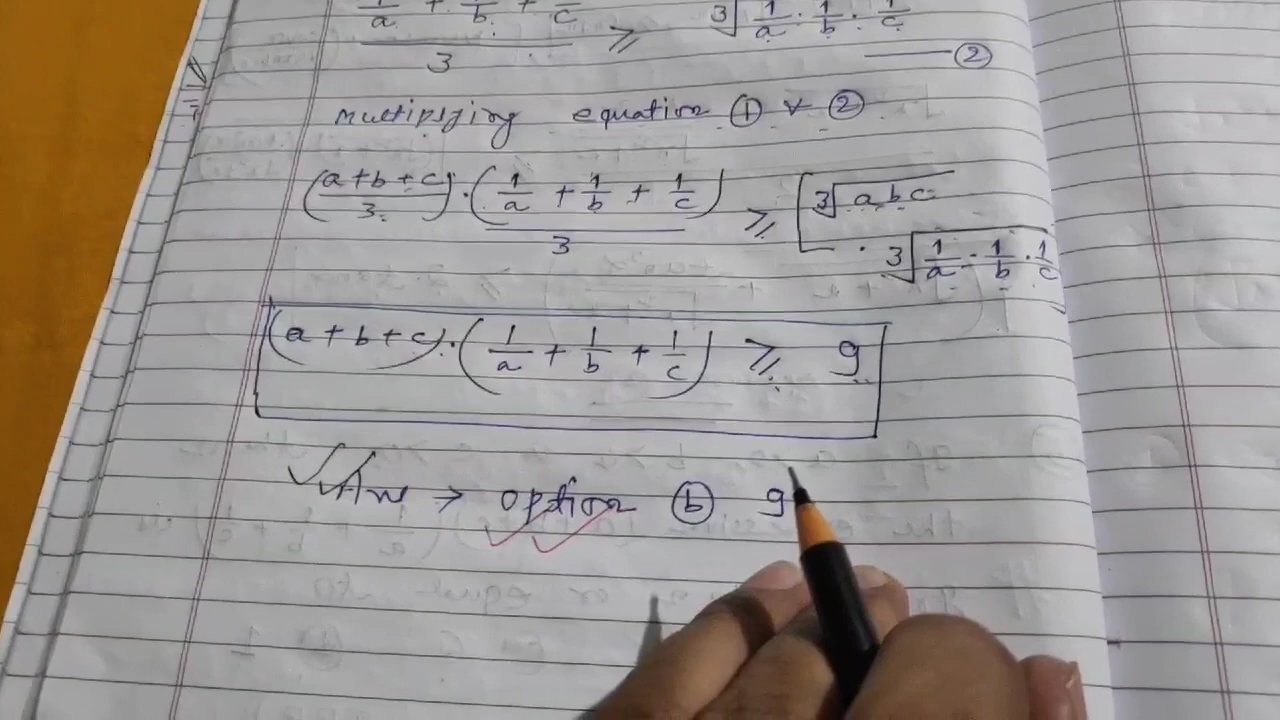 1/a + 1/b + 1/c / 3 ≥ ∛(1/a · 1/b · 1/c) —— ②
multiplying equation ① & ②
((a+b+c)/3) · (1/a + 1/b + 1/c)/3 ≥ [∛(abc)
· ∛(1/a · 1/b · 1/c)
(a+b+c) · (1/a + 1/b + 1/c) ≥ 9
Ans → option ⓑ 9